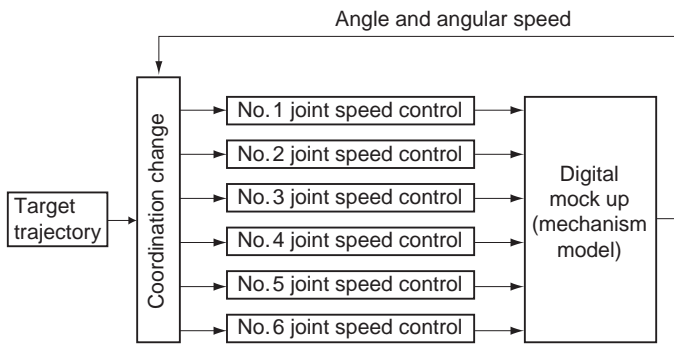 Angle and angular speed
Target
trajectory
Coordination change
No. 1 joint speed control
No. 2 joint speed control
No. 3 joint speed control
No. 4 joint speed control
No. 5 joint speed control
No. 6 joint speed control
Digital
mock up
(mechanism
model)